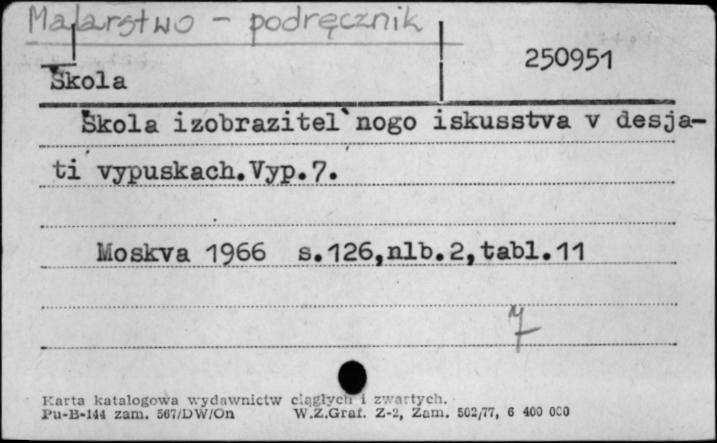 Malarstwo - podręcznik
250951
Škola
Škola izobrazitel`nogo iskusstva v desja-
ti vypuskach.Vyp.7.
Moskva 1966 s.126,nlb.2,tabl.11
Karta katalogowa wydawnictw ciągłych i zwartych.
Pu-B-144 zam. 567/DW/On W.Z.Graf. Z-2, Zam. 502/77, 6 400 000